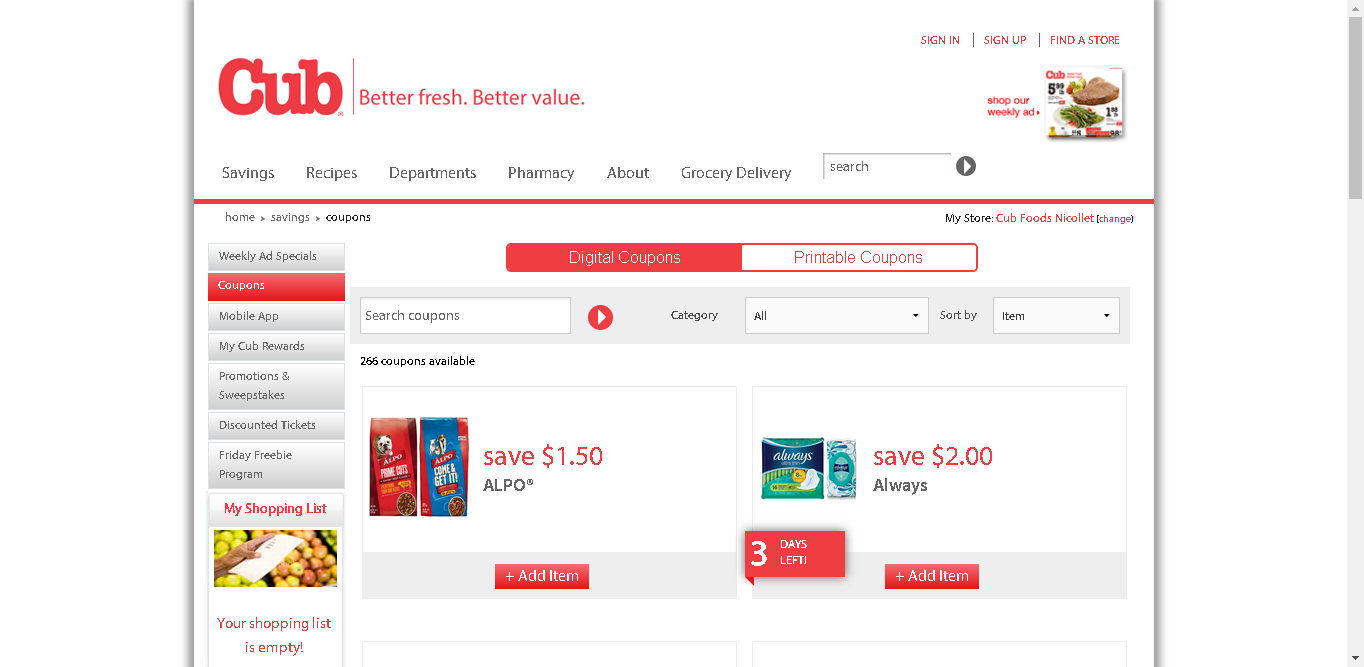 SIGN IN
SIGN UP
FIND A STORE
Cub
Better fresh. Better value.
shop our
weekly ad
Cub
5
99
1
Savings
Recipes
Departments
Pharmacy
About
Grocery Delivery
search
home
savings
coupons
My Store: Cub Foods Nicollet [change]
Weekly Ad Specials
Coupons
Mobile App
My Cub Rewards
Promotions &
Sweepstakes
Discounted Tickets
Friday Freebie
Program
My Shopping List
Your shopping list
is empty!
Digital Coupons
Printable Coupons
Search coupons
Category
All
Sort by
Item
266 coupons available
ALPO
PRIME CUTS
ALPO
COME &
GET IT!
save $1.50
ALPO®
+ Add Item
always
save $2.00
Always
3 DAYS
LEFT!
+ Add Item